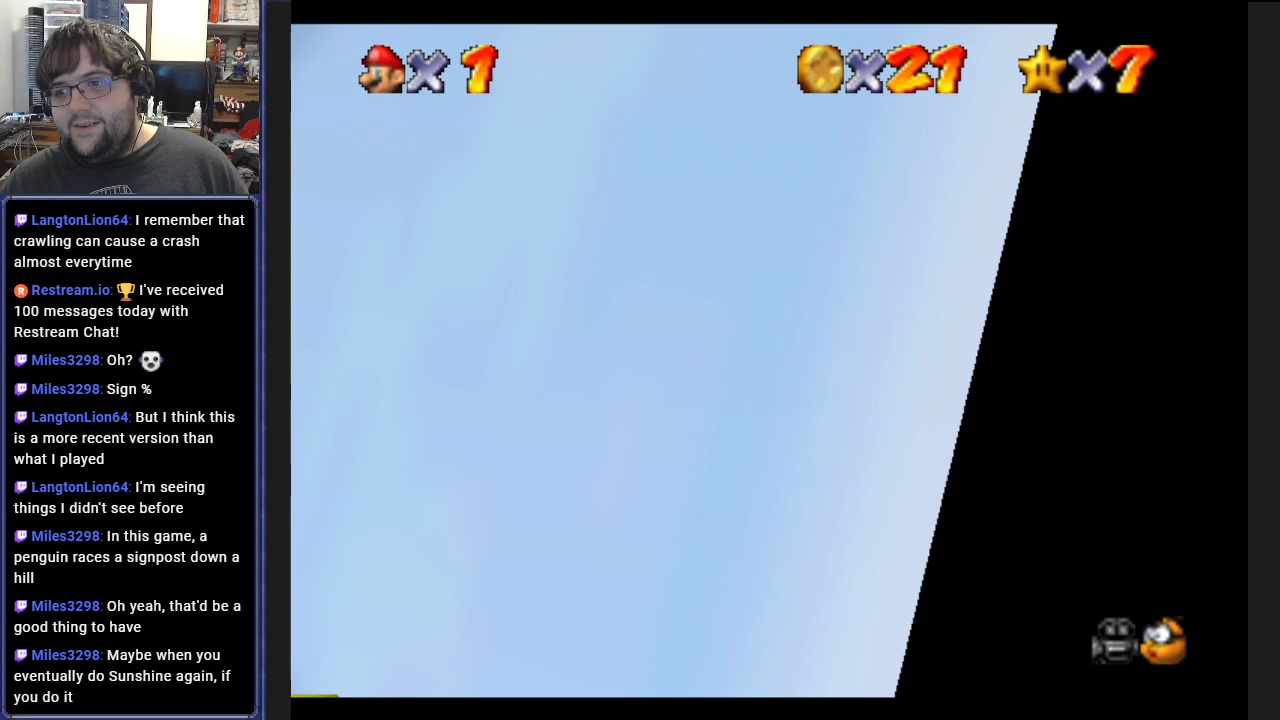 x 1
x 21
x 7
LangtonLion64: I remember that
crawling can cause a crash
almost everytime
Restream.io: 🏆 I've received
100 messages today with
Restream Chat!
Miles3298: Oh?
Miles3298: Sign %
LangtonLion64: But I think this
is a more recent version than
what I played
LangtonLion64: I'm seeing
things I didn't see before
Miles3298: In this game, a
penguin races a signpost down a
hill
Miles3298: Oh yeah, that'd be a
good thing to have
Miles3298: Maybe when you
eventually do Sunshine again, if
you do it